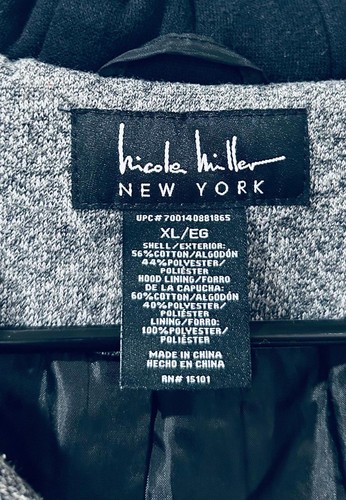 Nicole Miller
NEW YORK
UPC# 700140881865
XL/EG
SHELL/EXTERIOR:
56%COTTON/ALGODÓN
44%POLYESTER/
POLIÉSTER
HOOD LINING/FORRO
DE LA CAPUCHA:
60%COTTON/ALGODÓN
40%POLYESTER/
POLIÉSTER
LINING/FORRO:
100%POLYESTER/
POLIÉSTER
MADE IN CHINA
HECHO EN CHINA
RN# 15101